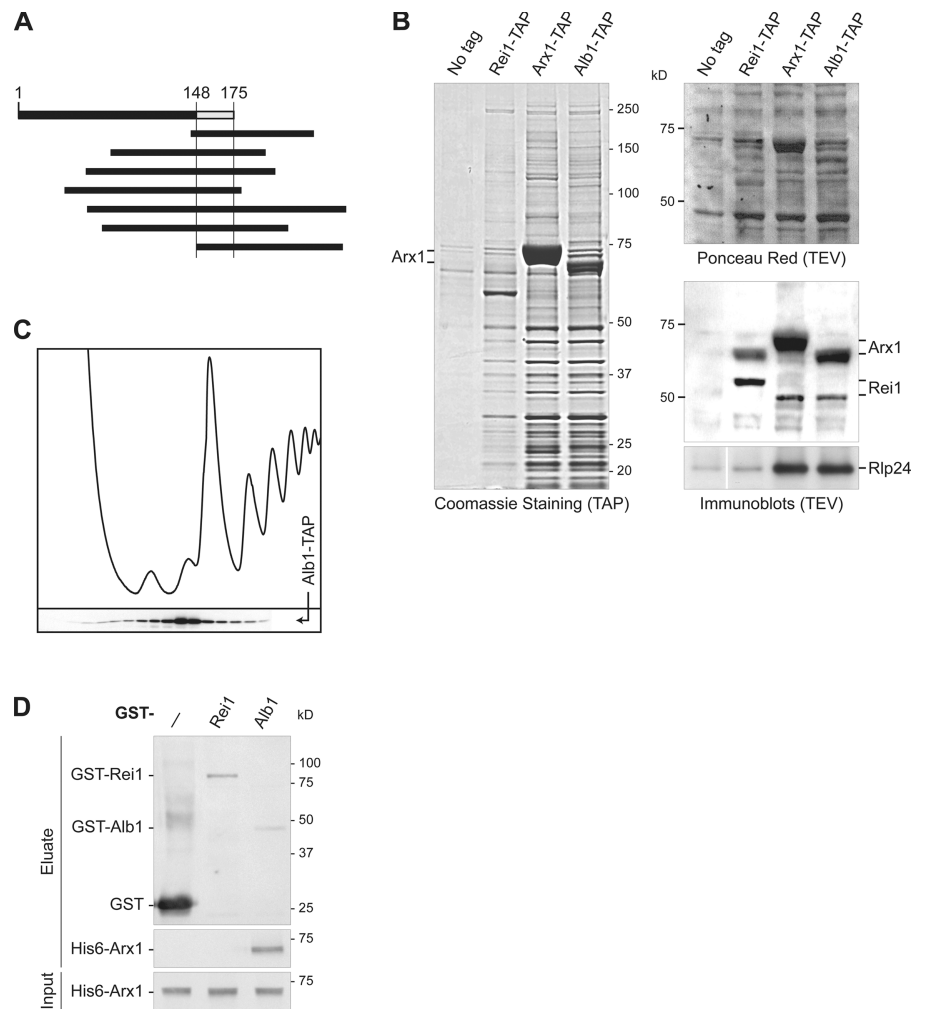 A
1 148 175
B
No tag
Rei1-TAP
Arx1-TAP
Alb1-TAP
250
150
100
75
50
37
25
20
Arx1
Coomassie Staining (TAP)
kD
No tag
Rei1-TAP
Arx1-TAP
Alb1-TAP
75
50
Ponceau Red (TEV)
75
50
Arx1
Rei1
Rlp24
Immunoblots (TEV)
C
Alb1-TAP
D
GST- / Rei1 Alb1 kD
Eluate
GST-Rei1
GST-Alb1
GST
100
75
50
37
25
His6-Arx1
75
Input
His6-Arx1
75